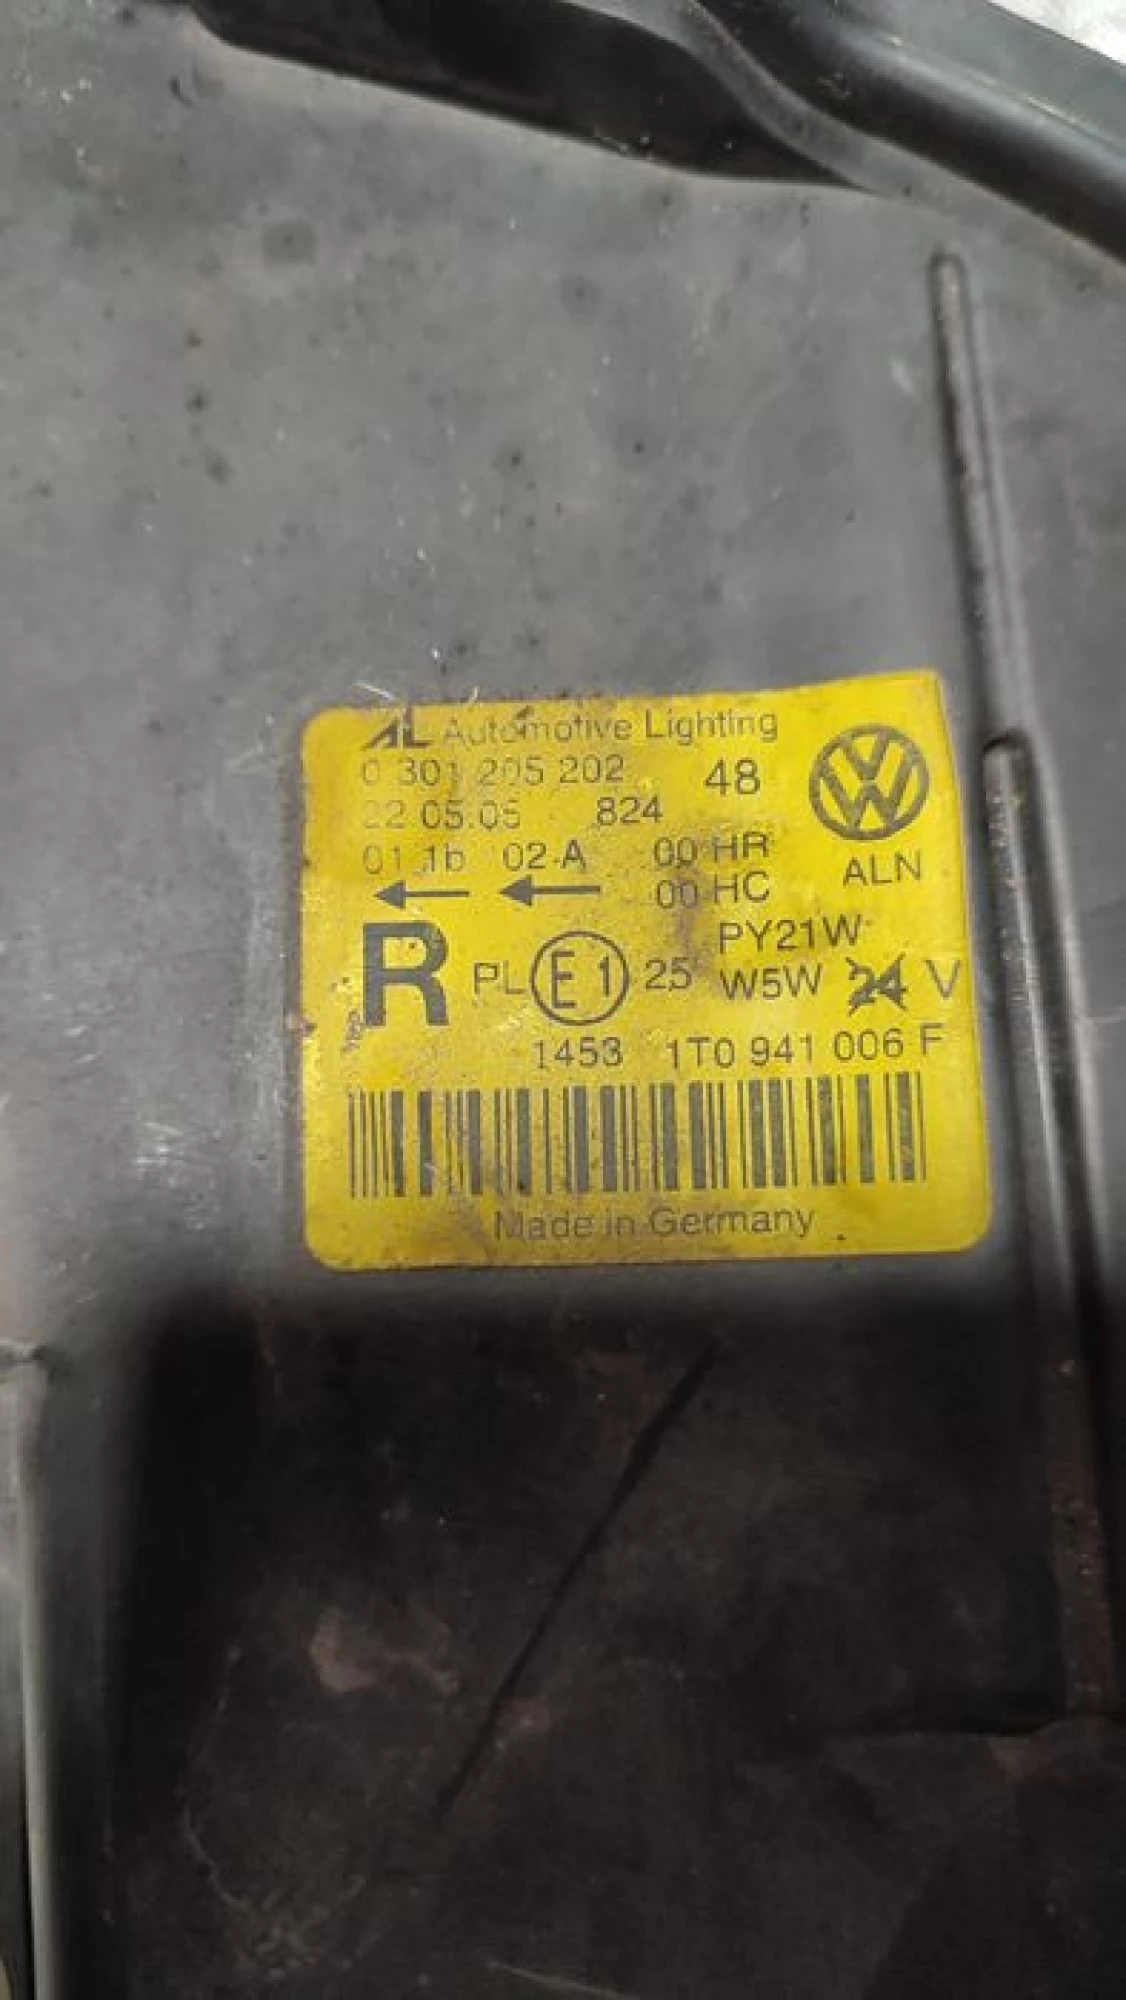 AL Automotive Lighting
0 301 205 202 48
22 05.05 824
01 1b 02 A 00 HR
ALN
00 HC
PY21W
R PL E1 25 W5W 24 V
1453 1T0 941 006 F
Made in Germany